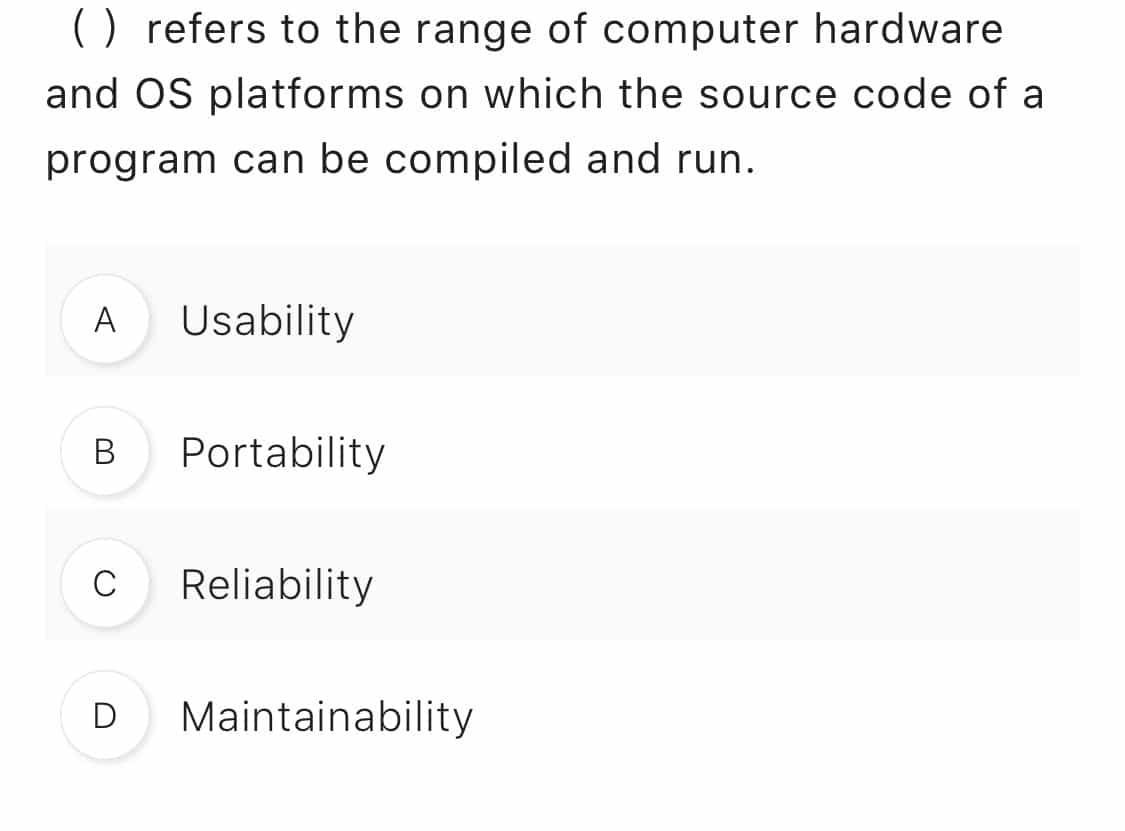 ( ) refers to the range of computer hardware
and OS platforms on which the source code of a
program can be compiled and run.
A Usability
B Portability
C Reliability
D Maintainability